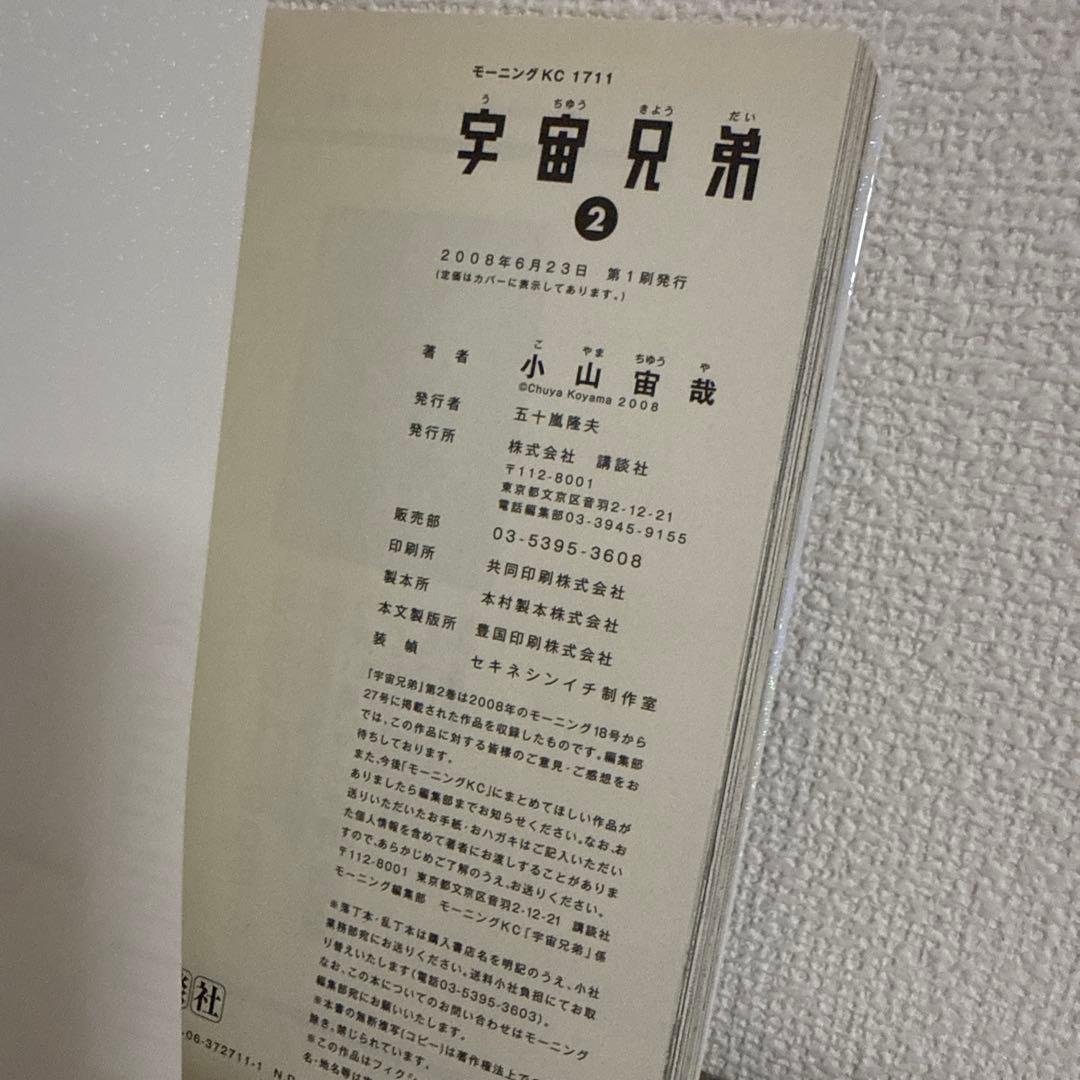 モーニングKC 1711
う ちゆう きよう だい
宇宙兄弟
2
2008年6月23日 第1刷発行
(定価はカバーに表示してあります。)
こ やま ちゆう や
著者 小山宙哉
©Chuya Koyama 2008
発行者 五十嵐隆夫
発行所 株式会社 講談社
〒112-8001
東京都文京区音羽2-12-21
電話編集部03-3945-9155
販売部 03-5395-3608
印刷所 共同印刷株式会社
製本所 本村製本株式会社
本文製版所 豊国印刷株式会社
装幀 セキネシンイチ制作室
『宇宙兄弟』第2巻は2008年のモーニング18号から
27号に掲載された作品を収録したものです。編集部
では、この作品に対する皆様のご意見・ご感想をお
待ちしております。
また、今後「モーニングKC」にまとめてほしい作品が
ありましたら編集部までお知らせください。なお、お
送りいただいたお手紙・おハガキはご記入いただい
た個人情報を含めて著者にお渡しすることがありま
すので、あらかじめご了解のうえ、お送りください。
〒112-8001 東京都文京区音羽2-12-21 講談社
モーニング編集部 モーニングKC「宇宙兄弟」係
※落丁本・乱丁本は購入書店名を明記のうえ、小社
業務部宛にお送りください。送料小社負担にてお取
り替えいたします(電話03-5395-3603)。
なお、この本についてのお問い合わせはモーニング
編集部宛にお願いいたします。
※本書の無断複写(コピー)は著作権法上で
除き、禁じられています。
※この作品はフィク
名・地名等は
社
-06-372711-1 N.D